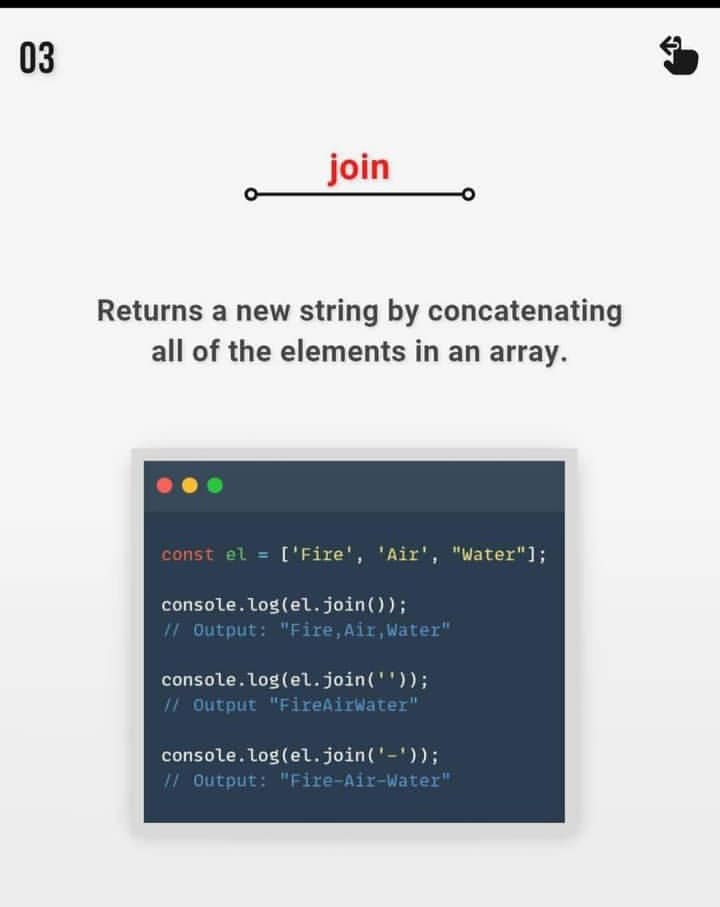 03
join
Returns a new string by concatenating
all of the elements in an array.
const el = ['Fire', 'Air', "Water"];
console.log(el.join());
// Output: "Fire,Air,Water"
console.log(el.join(''));
// Output "FireAirWater"
console.log(el.join('-'));
// Output: "Fire-Air-Water"